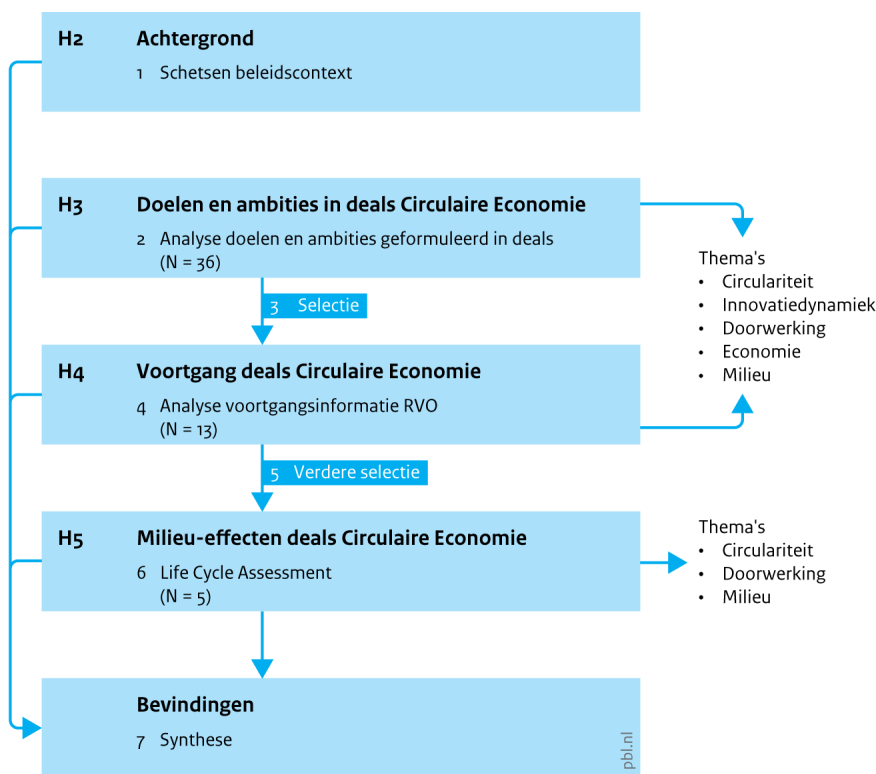 H2 Achtergrond
1 Schetsen beleidscontext
H3 Doelen en ambities in deals Circulaire Economie
2 Analyse doelen en ambities geformuleerd in deals
(N = 36)
3 Selectie
Thema's
• Circulariteit
• Innovatiedynamiek
• Doorwerking
• Economie
• Milieu
H4 Voortgang deals Circulaire Economie
4 Analyse voortgangsinformatie RVO
(N = 13)
5 Verdere selectie
H5 Milieu-effecten deals Circulaire Economie
6 Life Cycle Assessment
(N = 5)
Thema's
• Circulariteit
• Doorwerking
• Milieu
Bevindingen
7 Synthese
pbl.nl